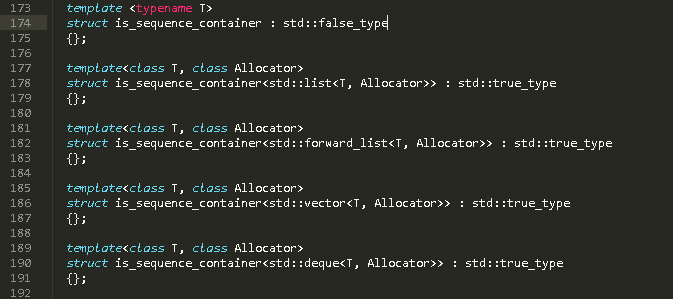 173 template <typename T>
174 struct is_sequence_container : std::false_type
175 {};
176
177 template<class T, class Allocator>
178 struct is_sequence_container<std::list<T, Allocator>> : std::true_type
179 {};
180
181 template<class T, class Allocator>
182 struct is_sequence_container<std::forward_list<T, Allocator>> : std::true_type
183 {};
184
185 template<class T, class Allocator>
186 struct is_sequence_container<std::vector<T, Allocator>> : std::true_type
187 {};
188
189 template<class T, class Allocator>
190 struct is_sequence_container<std::deque<T, Allocator>> : std::true_type
191 {};
192